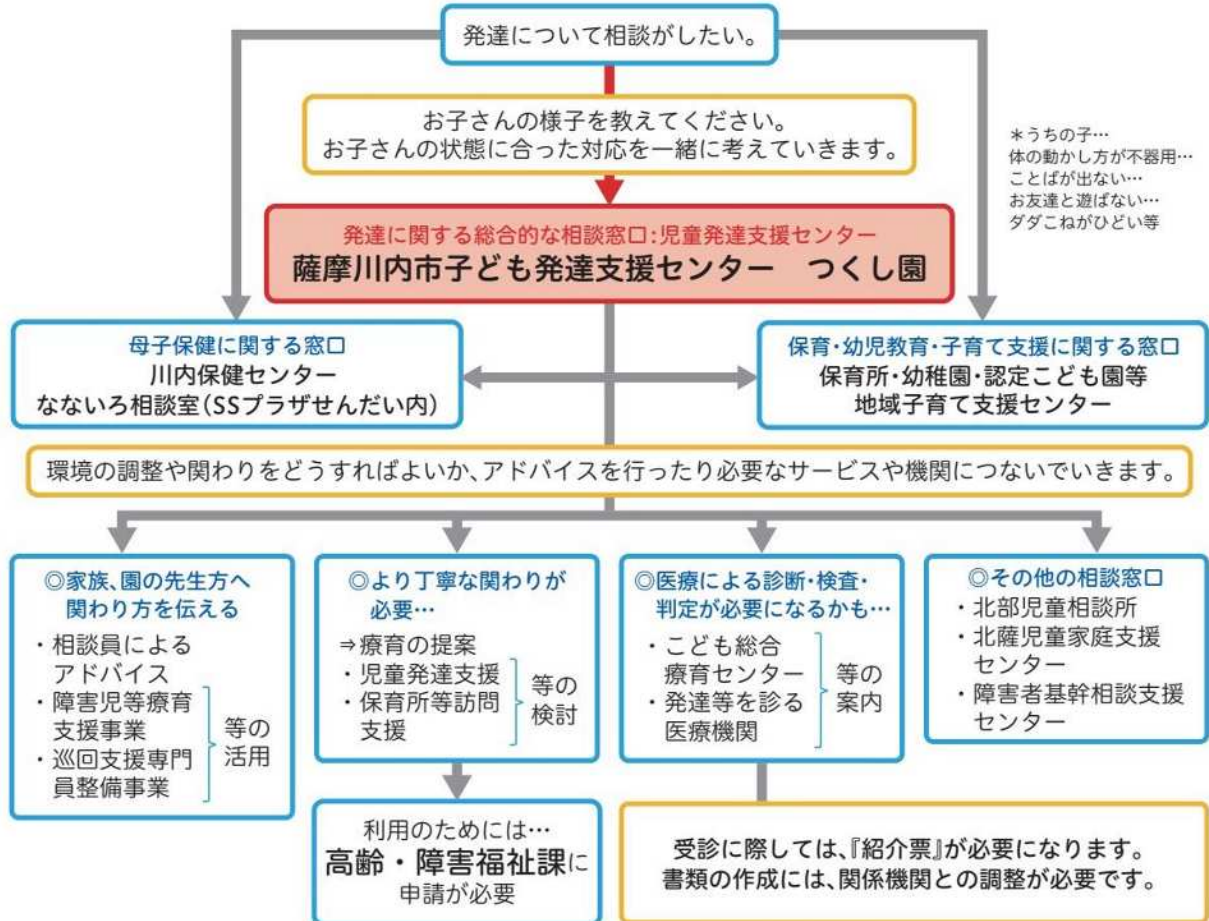 発達について相談がしたい。
お子さんの様子を教えてください。
お子さんの状態に合った対応を一緒に考えていきます。
＊うちの子…
体の動かし方が不器用…
ことばが出ない…
お友達と遊ばない…
ダダこねがひどい等
発達に関する総合的な相談窓口:児童発達支援センター
薩摩川内市子ども発達支援センター　つくし園
母子保健に関する窓口
川内保健センター
なないろ相談室(SSプラザせんだい内)
保育・幼児教育・子育て支援に関する窓口
保育所・幼稚園・認定こども園等
地域子育て支援センター
環境の調整や関わりをどうすればよいか、アドバイスを行ったり必要なサービスや機関につないでいきます。
◎家族、園の先生方へ
関わり方を伝える
・相談員による
アドバイス
・障害児等療育
支援事業
・巡回支援専門
員整備事業
等の
活用
◎より丁寧な関わりが
必要…
⇒療育の提案
・児童発達支援
・保育所等訪問
支援
等の
検討
◎医療による診断・検査・
判定が必要になるかも…
・こども総合
療育センター
・発達等を診る
医療機関
等の
案内
◎その他の相談窓口
・北部児童相談所
・北薩児童家庭支援
センター
・障害者基幹相談支援
センター
利用のためには…
高齢・障害福祉課に
申請が必要
受診に際しては、『紹介票』が必要になります。
書類の作成には、関係機関との調整が必要です。